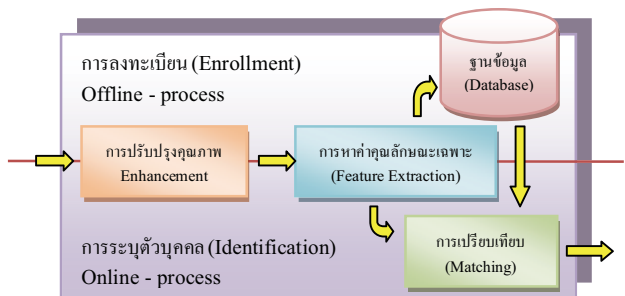 การลงทะเบียน (Enrollment)
Offline - process
ฐานข้อมูล
(Database)
การปรับปรุงคุณภาพ
Enhancement
การหาค่าคุณลักษณะเฉพาะ
(Feature Extraction)
การระบุตัวบุคคล (Identification)
Online - process
การเปรียบเทียบ
(Matching)